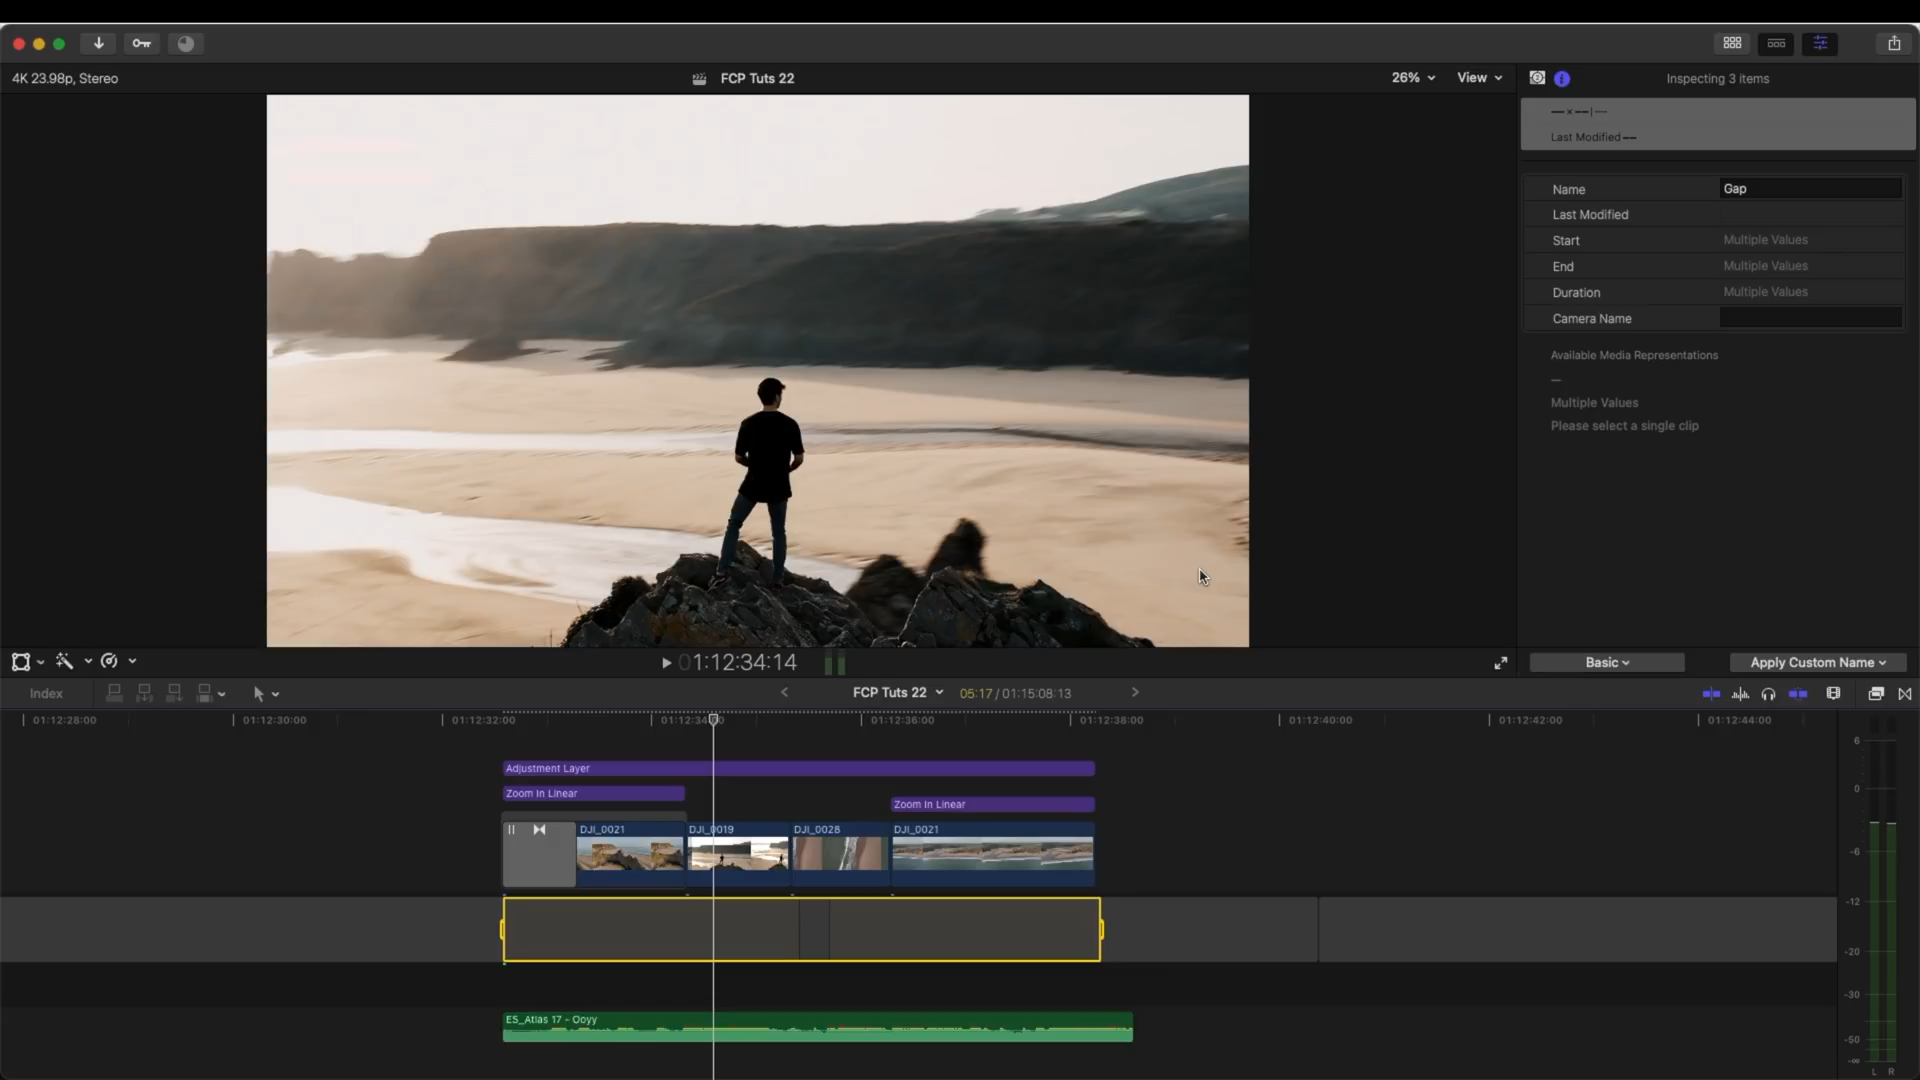 4K 23.98p, Stereo
FCP Tuts 22
26%
View
Inspecting 3 items
Last Modified --
Name
Gap
Last Modified
Start
Multiple Values
End
Multiple Values
Duration
Multiple Values
Camera Name
Available Media Representations
Multiple Values
Please select a single clip
01:12:34:14
Basic
Apply Custom Name
Index
FCP Tuts 22
05:17 / 01:15:08:13
01:12:28:00
01:12:30:00
01:12:32:00
01:12:34:00
01:12:36:00
01:12:38:00
01:12:40:00
01:12:42:00
01:12:44:00
Adjustment Layer
Zoom In Linear
Zoom In Linear
DJI_0021
DJI_0019
DJI_0028
DJI_0021
ES_Atlas 17 - Ooyy
6
0
-6
-12
-20
-30
-50
-∞
L R